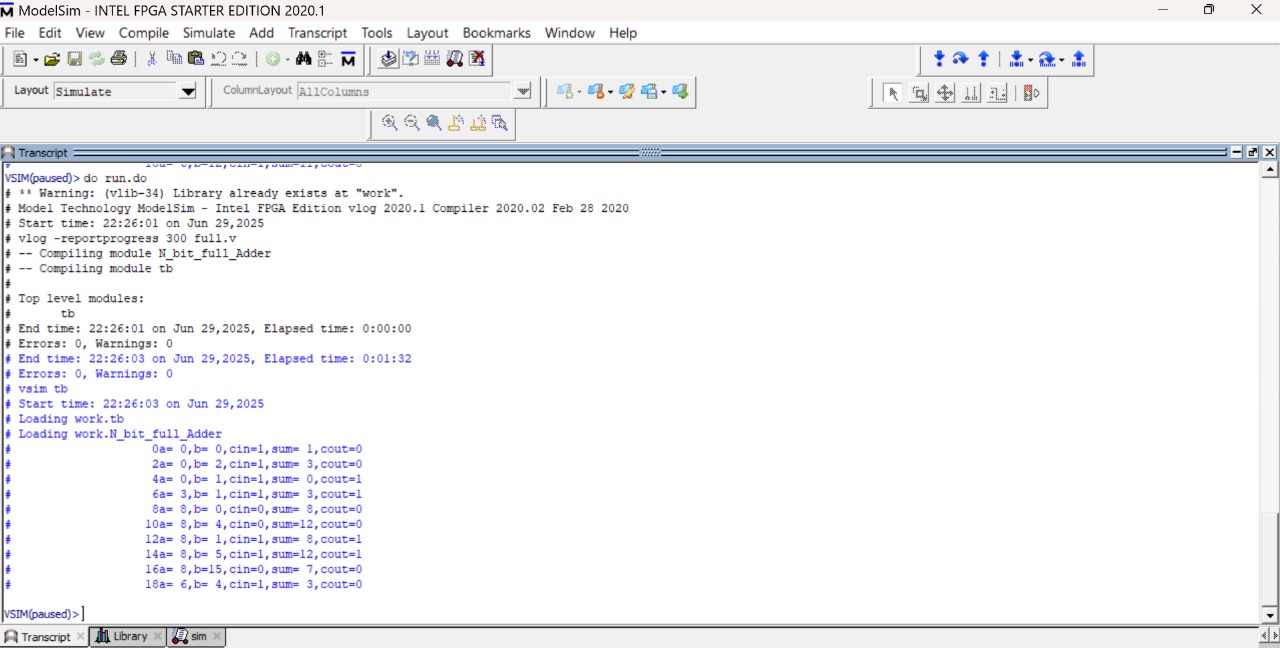 ModelSim - INTEL FPGA STARTER EDITION 2020.1
File Edit View Compile Simulate Add Transcript Tools Layout Bookmarks Window Help
Layout Simulate ColumnLayout AllColumns
Transcript
VSIM(paused)> do run.do
# ** Warning: (vlib-34) Library already exists at "work".
# Model Technology ModelSim - Intel FPGA Edition vlog 2020.1 Compiler 2020.02 Feb 28 2020
# Start time: 22:26:01 on Jun 29,2025
# vlog -reportprogress 300 full.v
# -- Compiling module N_bit_full_Adder
# -- Compiling module tb
#
# Top level modules:
# tb
# End time: 22:26:01 on Jun 29,2025, Elapsed time: 0:00:00
# Errors: 0, Warnings: 0
# End time: 22:26:03 on Jun 29,2025, Elapsed time: 0:01:32
# Errors: 0, Warnings: 0
# vsim tb
# Start time: 22:26:03 on Jun 29,2025
# Loading work.tb
# Loading work.N_bit_full_Adder
# 0a= 0,b= 0,cin=1,sum= 1,cout=0
# 2a= 0,b= 2,cin=1,sum= 3,cout=0
# 4a= 0,b= 1,cin=1,sum= 0,cout=1
# 6a= 3,b= 1,cin=1,sum= 3,cout=1
# 8a= 8,b= 0,cin=0,sum= 8,cout=0
# 10a= 8,b= 4,cin=0,sum=12,cout=0
# 12a= 8,b= 1,cin=1,sum= 8,cout=1
# 14a= 8,b= 5,cin=1,sum=12,cout=1
# 16a= 8,b=15,cin=0,sum= 7,cout=0
# 18a= 6,b= 4,cin=1,sum= 3,cout=0
VSIM(paused)>
Transcript Library sim